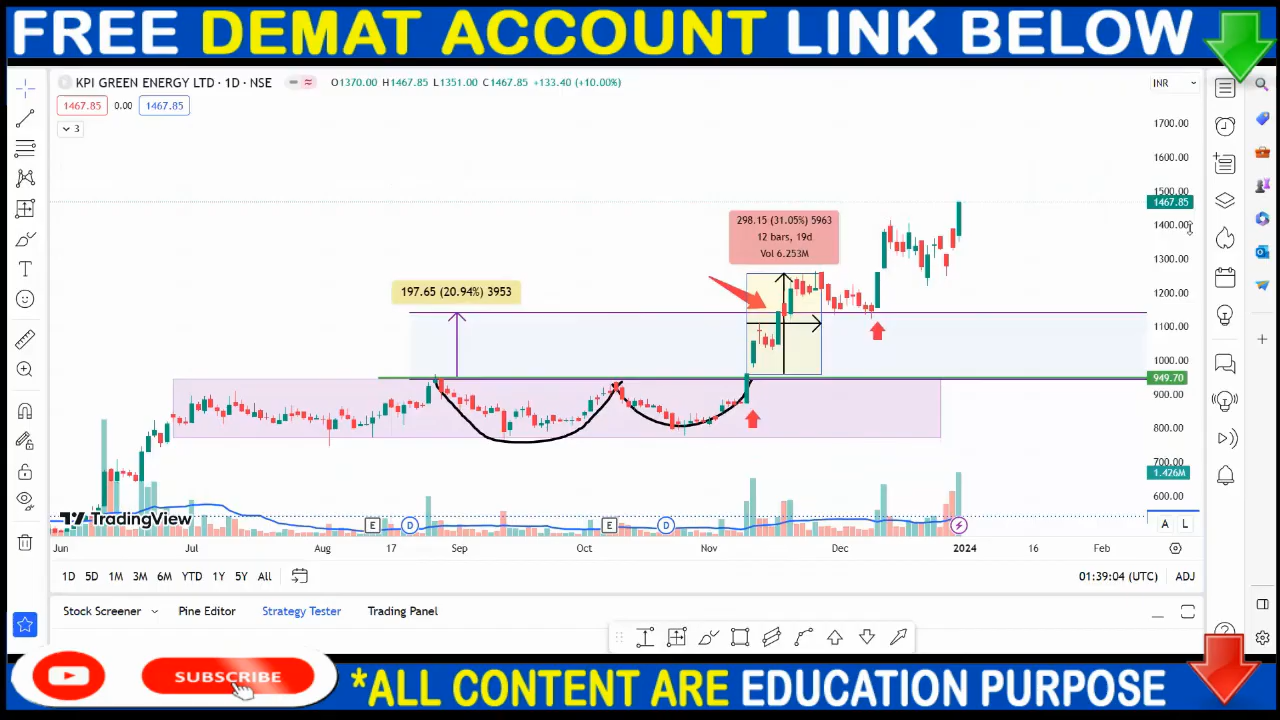 FREE DEMAT ACCOUNT LINK BELOW
KPI GREEN ENERGY LTD · 1D · NSE
O1370.00 H1467.85 L1351.00 C1467.85 +133.40 (+10.00%)
INR
1467.85 0.00 1467.85
3
1700.00
1600.00
1500.00
1467.85
1400.00
1300.00
1200.00
1100.00
1000.00
949.70
900.00
800.00
700.00
1.426M
600.00
298.15 (31.05%) 5963
12 bars, 19d
Vol 6.253M
197.65 (20.94%) 3953
TradingView
E D E D
A L
Jun Jul Aug 17 Sep Oct Nov Dec 2024 16 Feb
1D 5D 1M 3M 6M YTD 1Y 5Y All
01:39:04 (UTC) ADJ
Stock Screener Pine Editor Strategy Tester Trading Panel
SUBSCRIBE
*ALL CONTENT ARE EDUCATION PURPOSE